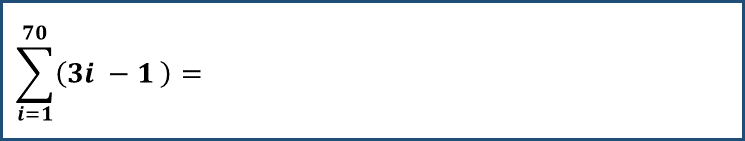 70
∑(3i − 1) =
i=1